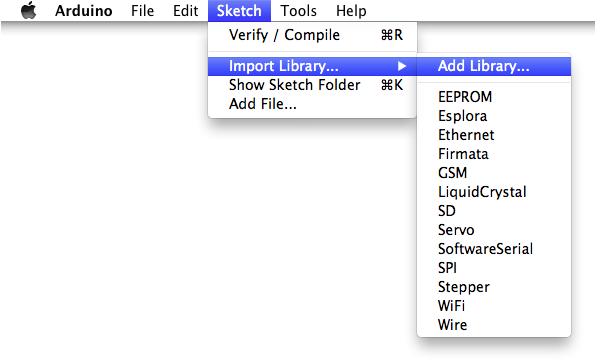 Arduino File Edit Sketch Tools Help
Verify / Compile ⌘R
Import Library... ▶
Add Library...
Show Sketch Folder ⌘K
Add File...
EEPROM
Esplora
Ethernet
Firmata
GSM
LiquidCrystal
SD
Servo
SoftwareSerial
SPI
Stepper
WiFi
Wire